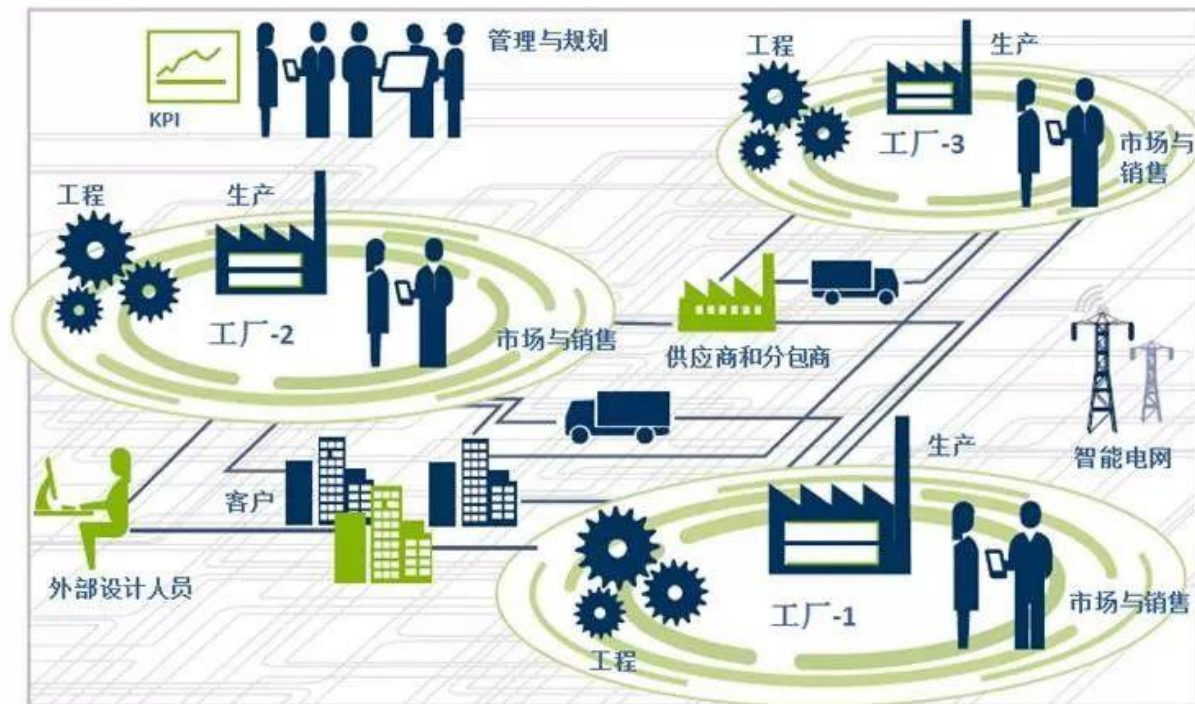 管理与规划
KPI
工程
生产
工厂-3
市场与
销售
工程
生产
工厂-2
市场与销售
供应商和分包商
智能电网
客户
外部设计人员
生产
工厂-1
市场与销售
工程